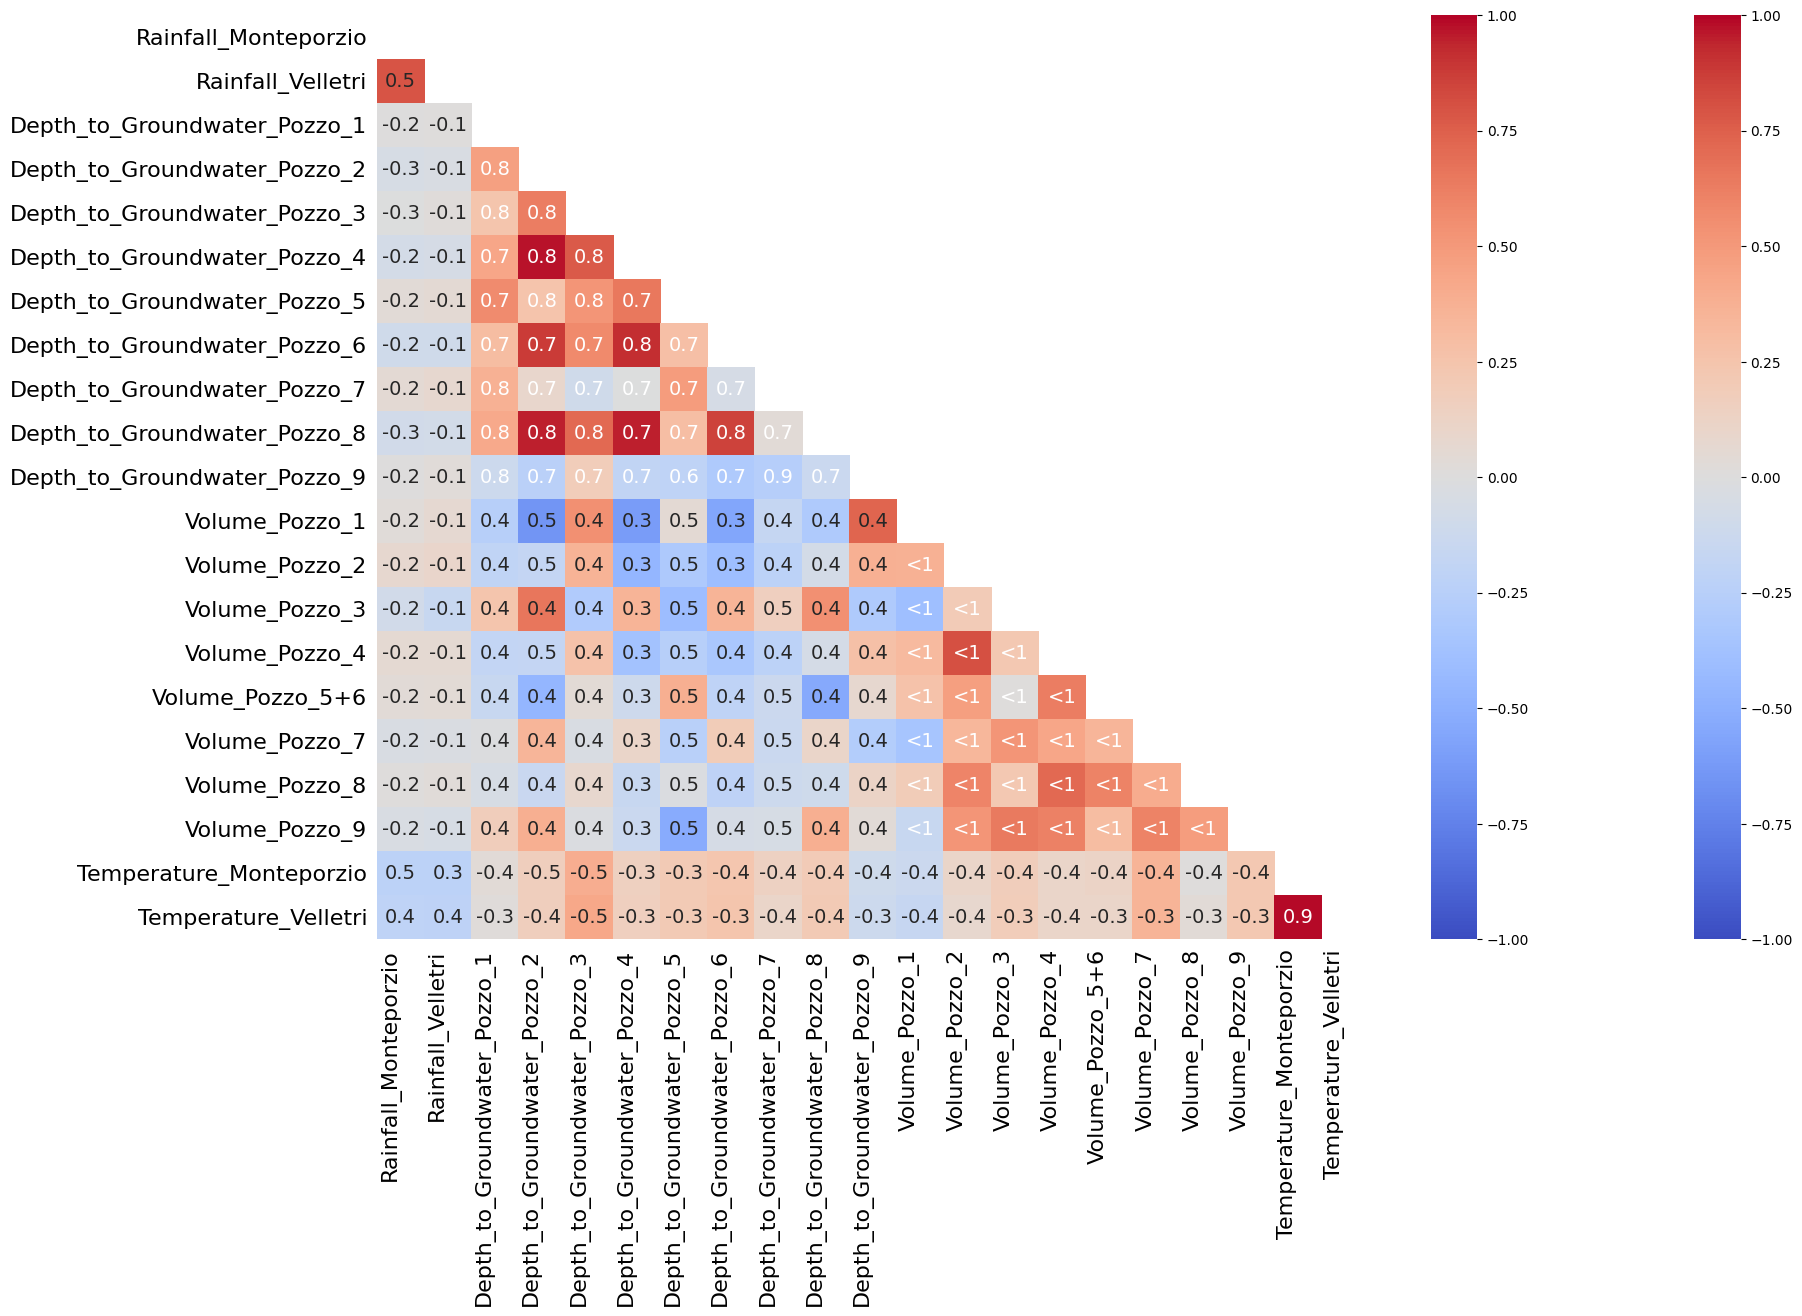 Rainfall_Monteporzio
Rainfall_Velletri 0.5
Depth_to_Groundwater_Pozzo_1 -0.2 -0.1
Depth_to_Groundwater_Pozzo_2 -0.3 -0.1 0.8
Depth_to_Groundwater_Pozzo_3 -0.3 -0.1 0.8 0.8
Depth_to_Groundwater_Pozzo_4 -0.2 -0.1 0.7 0.8 0.8
Depth_to_Groundwater_Pozzo_5 -0.2 -0.1 0.7 0.8 0.8 0.7
Depth_to_Groundwater_Pozzo_6 -0.2 -0.1 0.7 0.7 0.7 0.8 0.7
Depth_to_Groundwater_Pozzo_7 -0.2 -0.1 0.8 0.7 0.7 0.7 0.7 0.7
Depth_to_Groundwater_Pozzo_8 -0.3 -0.1 0.8 0.8 0.8 0.7 0.7 0.8 0.7
Depth_to_Groundwater_Pozzo_9 -0.2 -0.1 0.8 0.7 0.7 0.7 0.6 0.7 0.9 0.7
Volume_Pozzo_1 -0.2 -0.1 0.4 0.5 0.4 0.3 0.5 0.3 0.4 0.4 0.4
Volume_Pozzo_2 -0.2 -0.1 0.4 0.5 0.4 0.3 0.5 0.3 0.4 0.4 0.4 <1
Volume_Pozzo_3 -0.2 -0.1 0.4 0.4 0.4 0.3 0.5 0.4 0.5 0.4 0.4 <1 <1
Volume_Pozzo_4 -0.2 -0.1 0.4 0.5 0.4 0.3 0.5 0.4 0.4 0.4 0.4 <1 <1 <1
Volume_Pozzo_5+6 -0.2 -0.1 0.4 0.4 0.4 0.3 0.5 0.4 0.5 0.4 0.4 <1 <1 <1 <1
Volume_Pozzo_7 -0.2 -0.1 0.4 0.4 0.4 0.3 0.5 0.4 0.5 0.4 0.4 <1 <1 <1 <1 <1
Volume_Pozzo_8 -0.2 -0.1 0.4 0.4 0.4 0.3 0.5 0.4 0.5 0.4 0.4 <1 <1 <1 <1 <1 <1
Volume_Pozzo_9 -0.2 -0.1 0.4 0.4 0.4 0.3 0.5 0.4 0.5 0.4 0.4 <1 <1 <1 <1 <1 <1 <1
Temperature_Monteporzio 0.5 0.3 -0.4 -0.5 -0.5 -0.3 -0.3 -0.4 -0.4 -0.4 -0.4 -0.4 -0.4 -0.4 -0.4 -0.4 -0.4 -0.4 -0.4
Temperature_Velletri 0.4 0.4 -0.3 -0.4 -0.5 -0.3 -0.3 -0.3 -0.4 -0.4 -0.3 -0.4 -0.4 -0.3 -0.4 -0.3 -0.3 -0.3 -0.3 0.9
Rainfall_Monteporzio
Rainfall_Velletri
Depth_to_Groundwater_Pozzo_1
Depth_to_Groundwater_Pozzo_2
Depth_to_Groundwater_Pozzo_3
Depth_to_Groundwater_Pozzo_4
Depth_to_Groundwater_Pozzo_5
Depth_to_Groundwater_Pozzo_6
Depth_to_Groundwater_Pozzo_7
Depth_to_Groundwater_Pozzo_8
Depth_to_Groundwater_Pozzo_9
Volume_Pozzo_1
Volume_Pozzo_2
Volume_Pozzo_3
Volume_Pozzo_4
Volume_Pozzo_5+6
Volume_Pozzo_7
Volume_Pozzo_8
Volume_Pozzo_9
Temperature_Monteporzio
Temperature_Velletri
1.00
0.75
0.50
0.25
0.00
−0.25
−0.50
−0.75
−1.00
1.00
0.75
0.50
0.25
0.00
−0.25
−0.50
−0.75
−1.00